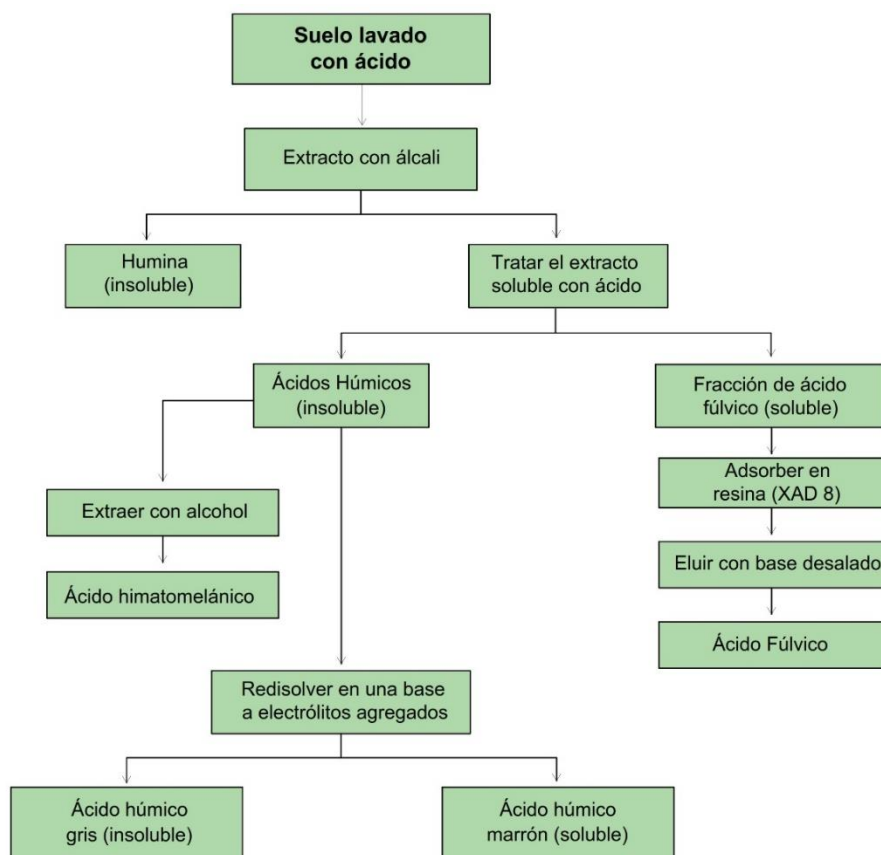 Suelo lavado
con ácido
Extracto con álcali
Humina
(insoluble)
Tratar el extracto
soluble con ácido
Ácidos Húmicos
(insoluble)
Fracción de ácido
fúlvico (soluble)
Adsorber en
resina (XAD 8)
Extraer con alcohol
Eluir con base desalado
Ácido himatomelánico
Ácido Fúlvico
Redisolver en una base
a electrólitos agregados
Ácido húmico
gris (insoluble)
Ácido húmico
marrón (soluble)